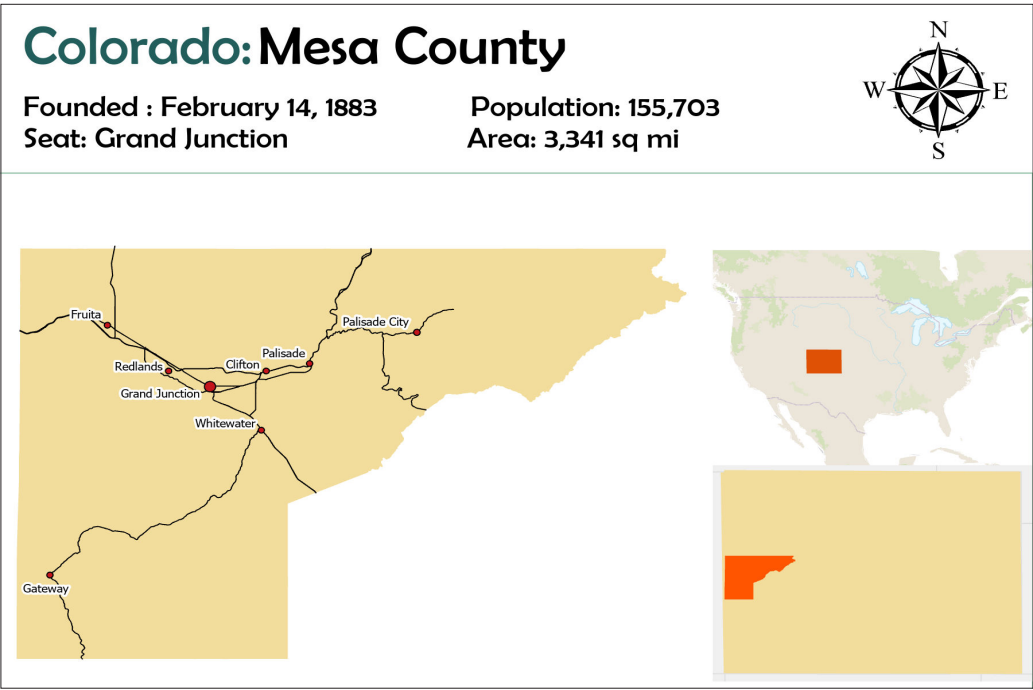 Colorado: Mesa County
N
W E
S
Founded : February 14, 1883 Population: 155,703
Seat: Grand Junction Area: 3,341 sq mi
Fruita
Palisade City
Palisade
Redlands
Clifton
Grand Junction
Whitewater
Gateway